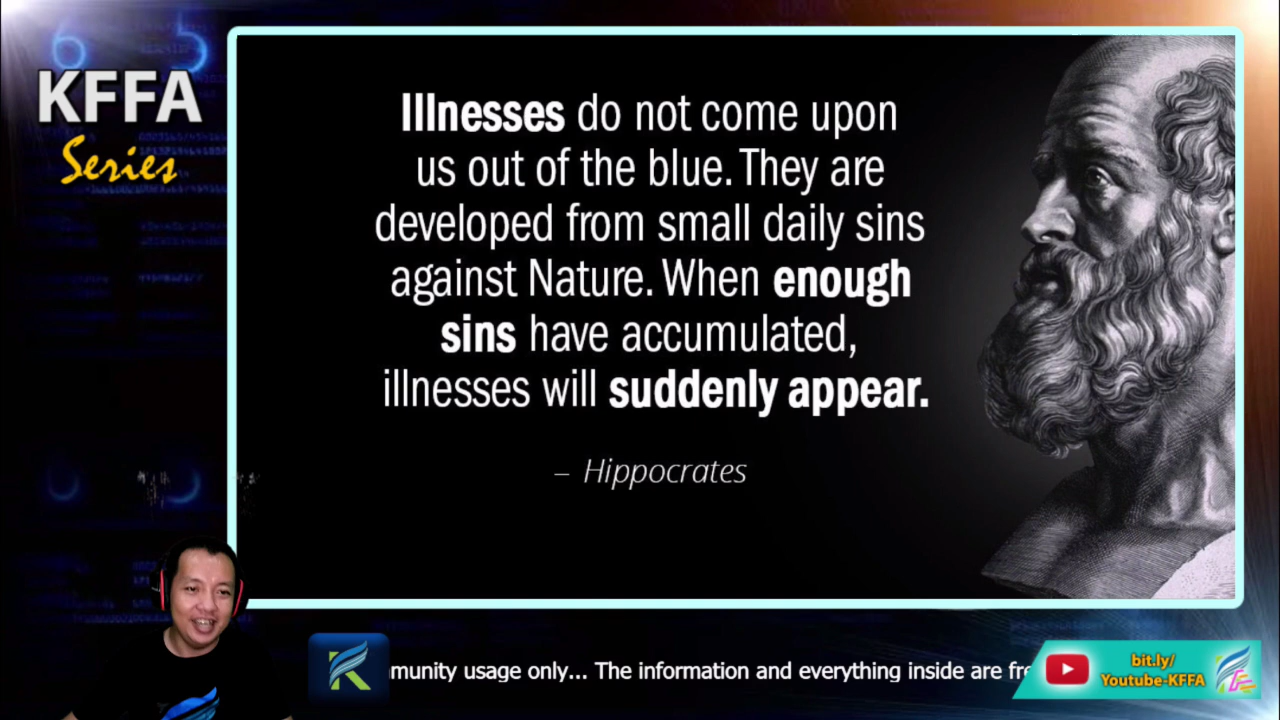 KFFA
Series
Illnesses do not come upon
us out of the blue. They are
developed from small daily sins
against Nature. When enough
sins have accumulated,
illnesses will suddenly appear.
– Hippocrates
munity usage only... The information and everything inside are fre
bit.ly/
Youtube-KFFA